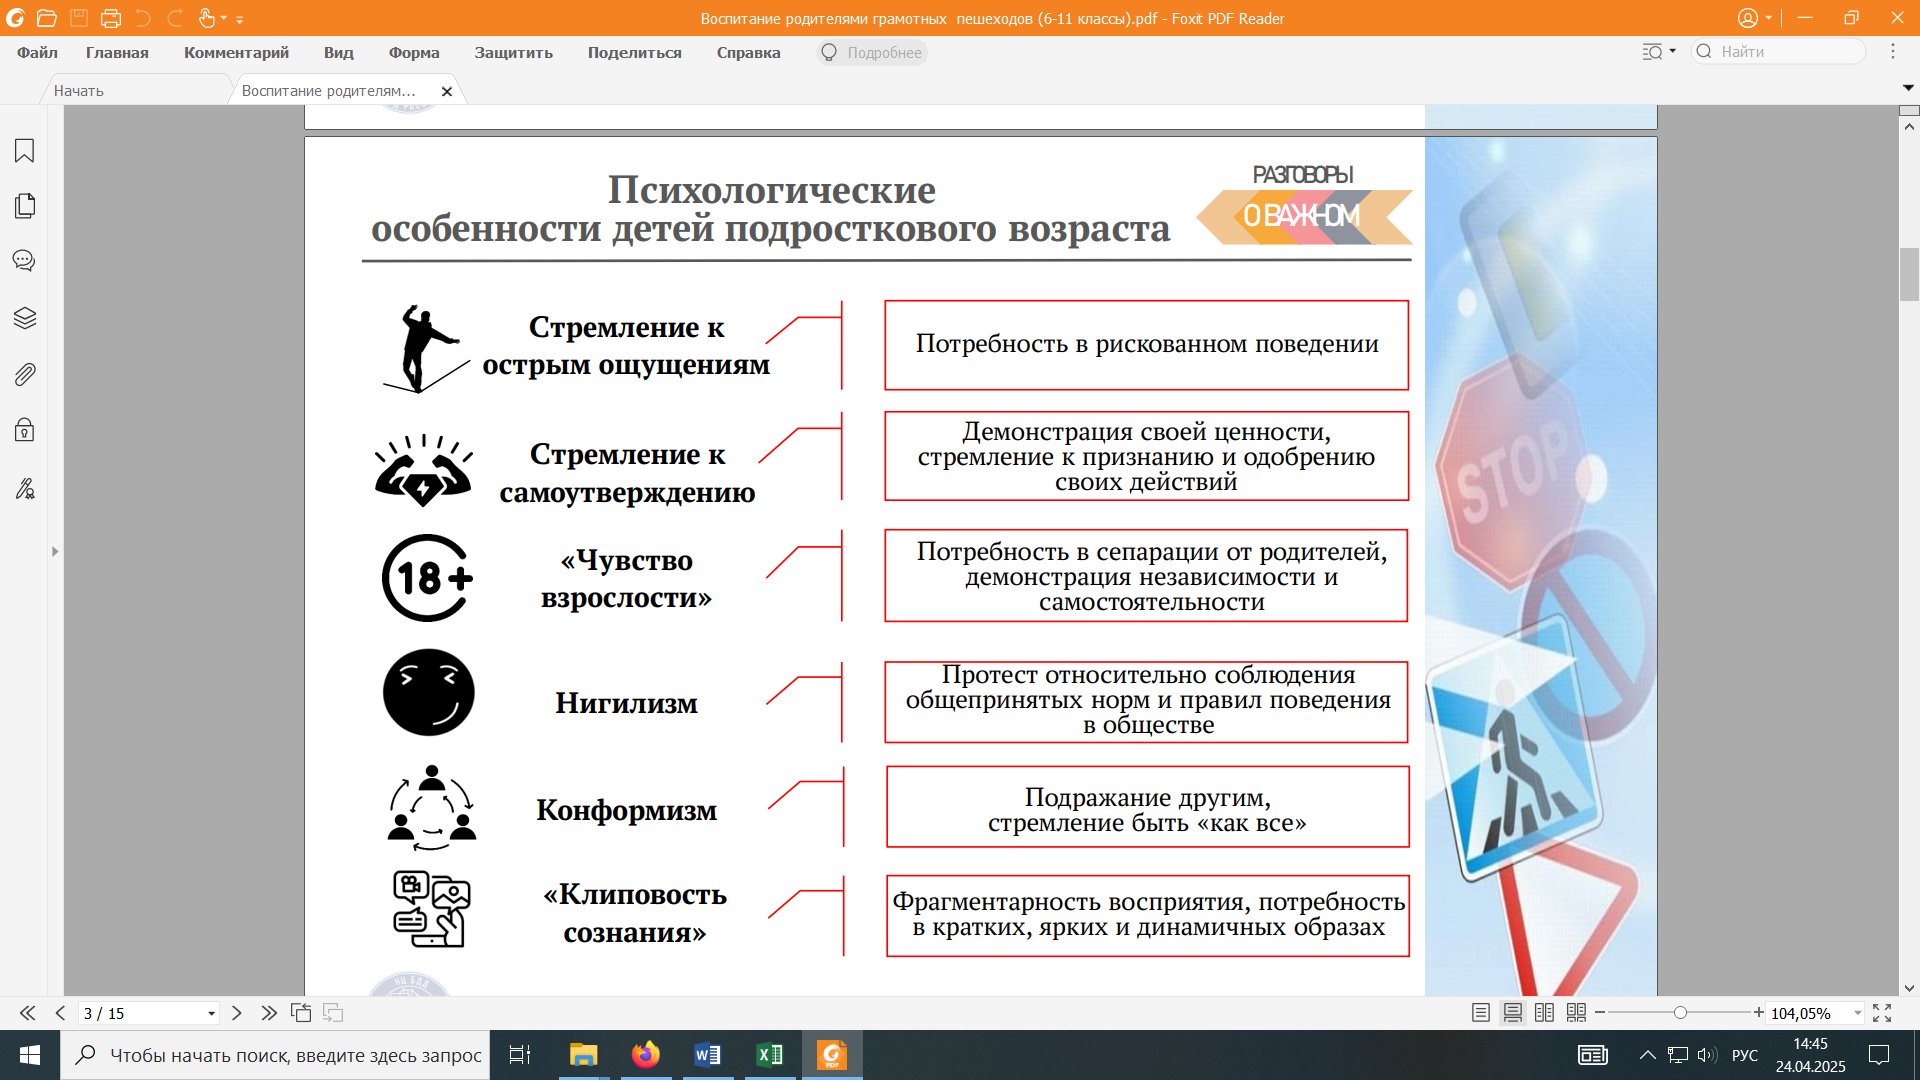 Воспитание родителями грамотных пешеходов (6-11 классы).pdf - Foxit PDF Reader
Файл
Главная
Комментарий
Вид
Форма
Защитить
Поделиться
Справка
Подробнее
Найти
Начать
Воспитание родителям...
Психологические
особенности детей подросткового возраста
РАЗГОВОРЫ
О ВАЖНОМ
Стремление к
острым ощущениям
Потребность в рискованном поведении
Стремление к
самоутверждению
Демонстрация своей ценности,
стремление к признанию и одобрению
своих действий
18+
«Чувство
взрослости»
Потребность в сепарации от родителей,
демонстрация независимости и
самостоятельности
Нигилизм
Протест относительно соблюдения
общепринятых норм и правил поведения
в обществе
Конформизм
Подражание другим,
стремление быть «как все»
«Клиповость
сознания»
Фрагментарность восприятия, потребность
в кратких, ярких и динамичных образах
STOP
НЦ БДД
3 / 15
104,05%
Чтобы начать поиск, введите здесь запрос
РУС
14:45
24.04.2025